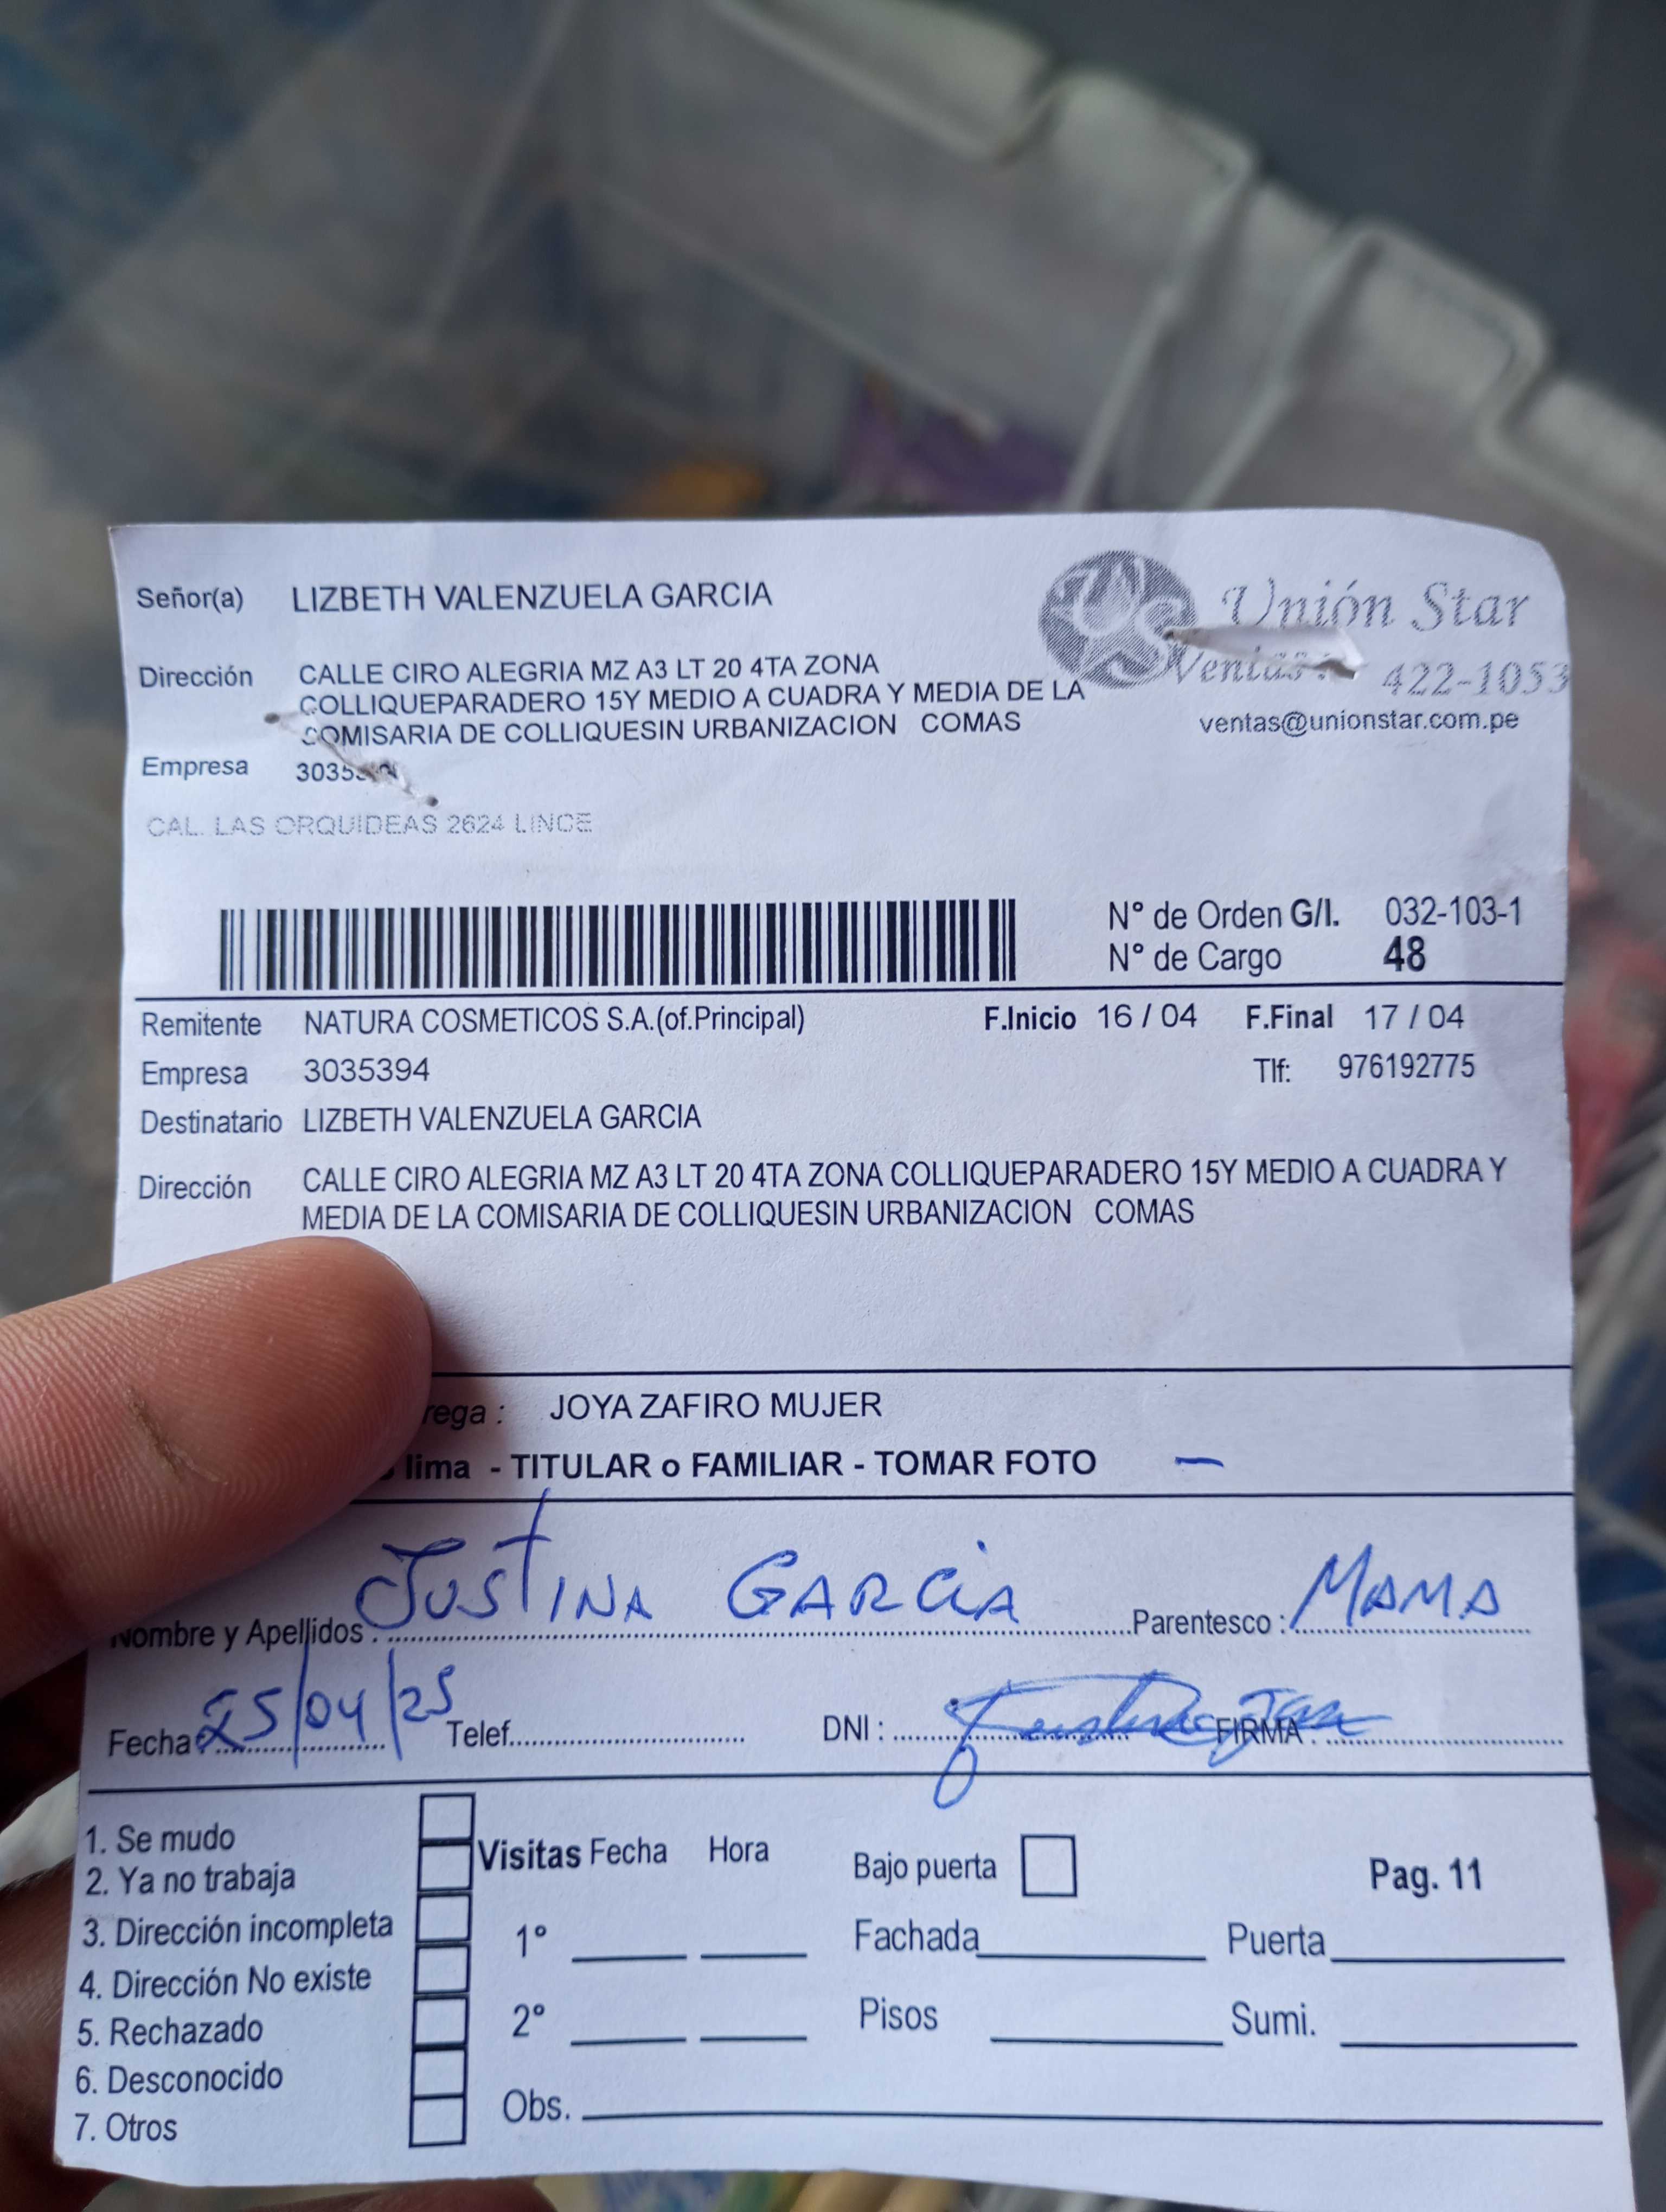 Señor(a) LIZBETH VALENZUELA GARCIA
Unión Star
Ventas: 422-1053
ventas@unionstar.com.pe
Dirección CALLE CIRO ALEGRIA MZ A3 LT 20 4TA ZONA
COLLIQUEPARADERO 15Y MEDIO A CUADRA Y MEDIA DE LA
COMISARIA DE COLLIQUESIN URBANIZACION COMAS
Empresa
CAL. LAS ORQUIDEAS 2624 LINCE
N° de Orden G/I. 032-103-1
N° de Cargo 48
Remitente NATURA COSMETICOS S.A.(of.Principal) F.Inicio 16 / 04 F.Final 17 / 04
Empresa 3035394 Tlf: 976192775
Destinatario LIZBETH VALENZUELA GARCIA
Dirección CALLE CIRO ALEGRIA MZ A3 LT 20 4TA ZONA COLLIQUEPARADERO 15Y MEDIO A CUADRA Y
MEDIA DE LA COMISARIA DE COLLIQUESIN URBANIZACION COMAS
JOYA ZAFIRO MUJER
lima - TITULAR o FAMILIAR - TOMAR FOTO –
Nombre y Apellidos : JUSTINA GARCIA Parentesco : MAMA
Fecha 25/04/25 Telef. DNI : FIRMA :
1. Se mudo
2. Ya no trabaja
3. Dirección incompleta
4. Dirección No existe
5. Rechazado
6. Desconocido
7. Otros
Visitas Fecha Hora
1°
2°
Obs.
Bajo puerta Pag. 11
Fachada Puerta
Pisos Sumi.